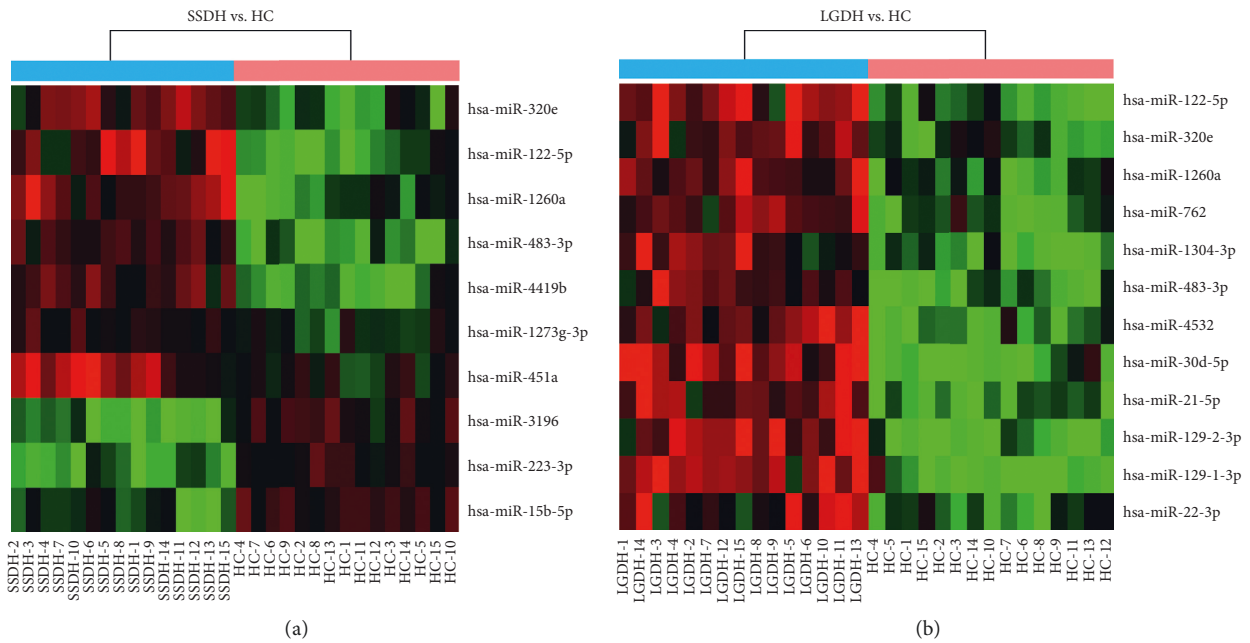 SSDH vs. HC
hsa-miR-320e
hsa-miR-122-5p
hsa-miR-1260a
hsa-miR-483-3p
hsa-miR-4419b
hsa-miR-1273g-3p
hsa-miR-451a
hsa-miR-3196
hsa-miR-223-3p
hsa-miR-15b-5p
SSDH-2
SSDH-3
SSDH-4
SSDH-7
SSDH-10
SSDH-6
SSDH-5
SSDH-8
SSDH-1
SSDH-9
SSDH-14
SSDH-11
SSDH-12
SSDH-13
SSDH-15
HC-4
HC-7
HC-6
HC-9
HC-2
HC-8
HC-13
HC-1
HC-11
HC-12
HC-3
HC-14
HC-5
HC-15
HC-10
(a)
LGDH vs. HC
hsa-miR-122-5p
hsa-miR-320e
hsa-miR-1260a
hsa-miR-762
hsa-miR-1304-3p
hsa-miR-483-3p
hsa-miR-4532
hsa-miR-30d-5p
hsa-miR-21-5p
hsa-miR-129-2-3p
hsa-miR-129-1-3p
hsa-miR-22-3p
LGDH-1
LGDH-14
LGDH-3
LGDH-4
LGDH-2
LGDH-7
LGDH-12
LGDH-15
LGDH-8
LGDH-9
LGDH-5
LGDH-6
LGDH-10
LGDH-11
LGDH-13
HC-4
HC-5
HC-1
HC-15
HC-2
HC-3
HC-14
HC-10
HC-7
HC-6
HC-8
HC-9
HC-11
HC-13
HC-12
(b)